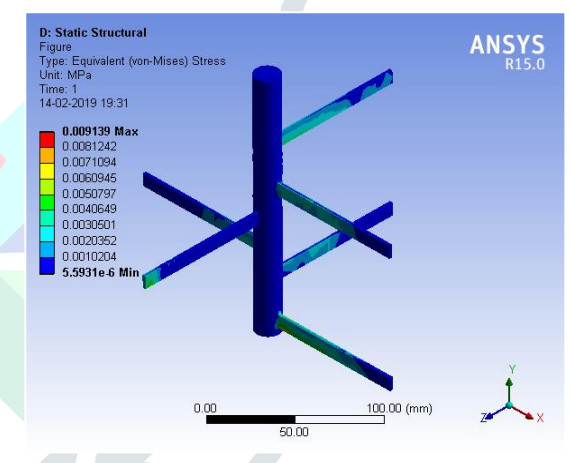 D: Static Structural
Figure
Type: Equivalent (von-Mises) Stress
Unit: MPa
Time: 1
14-02-2019 19:31
ANSYS
R15.0
0.009139 Max
0.0081242
0.0071094
0.0060945
0.0050797
0.0040649
0.0030501
0.0020352
0.0010204
5.5931e-6 Min
0.00
100.00 (mm)
50.00
Y
Z
X